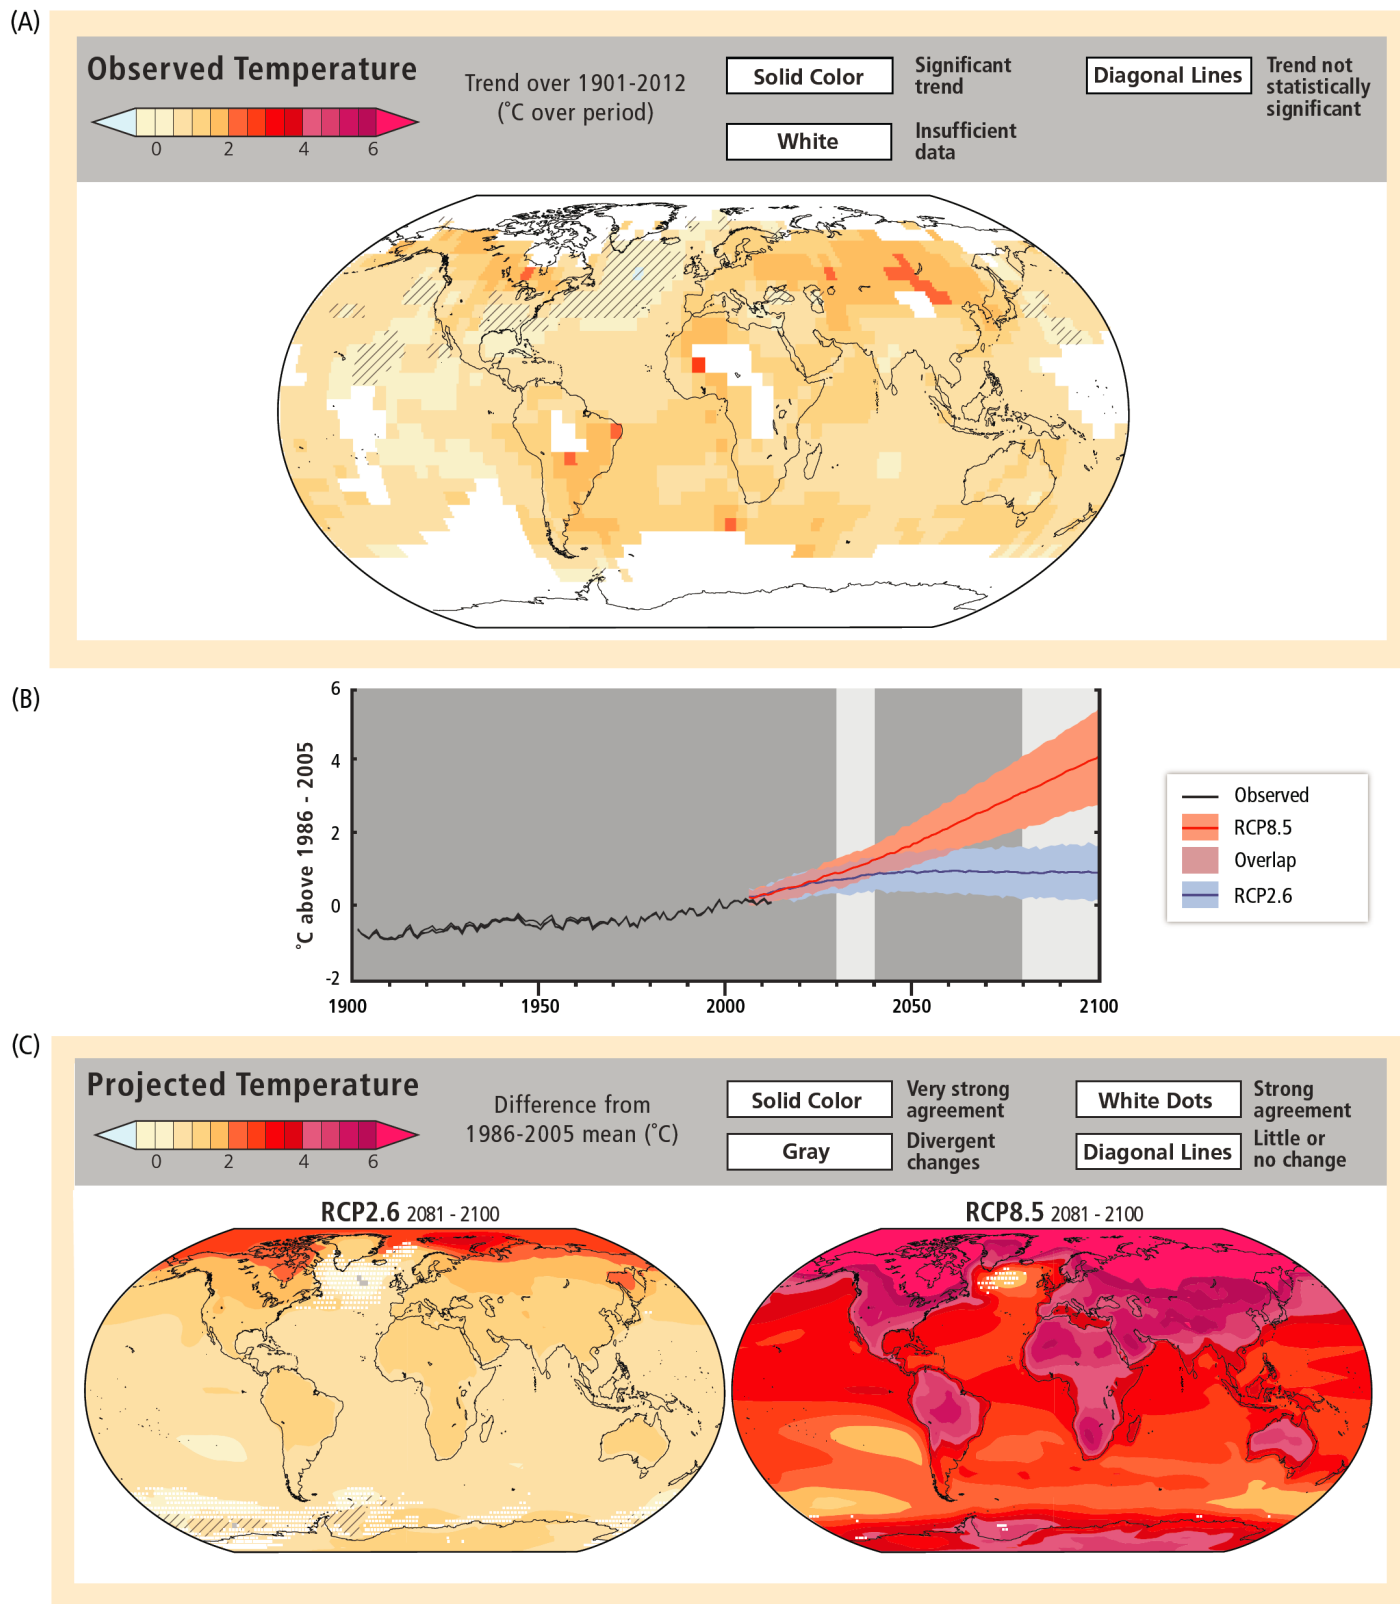 (A)
Observed Temperature
0 2 4 6
Trend over 1901-2012
(˚C over period)
Solid Color
Significant
trend
White
Insufficient
data
Diagonal Lines
Trend not
statistically
significant
(B)
˚C above 1986 - 2005
6
4
2
0
-2
1900 1950 2000 2050 2100
Observed
RCP8.5
Overlap
RCP2.6
(C)
Projected Temperature
0 2 4 6
Difference from
1986-2005 mean (˚C)
Solid Color
Very strong
agreement
Gray
Divergent
changes
White Dots
Strong
agreement
Diagonal Lines
Little or
no change
RCP2.6 2081 - 2100
RCP8.5 2081 - 2100